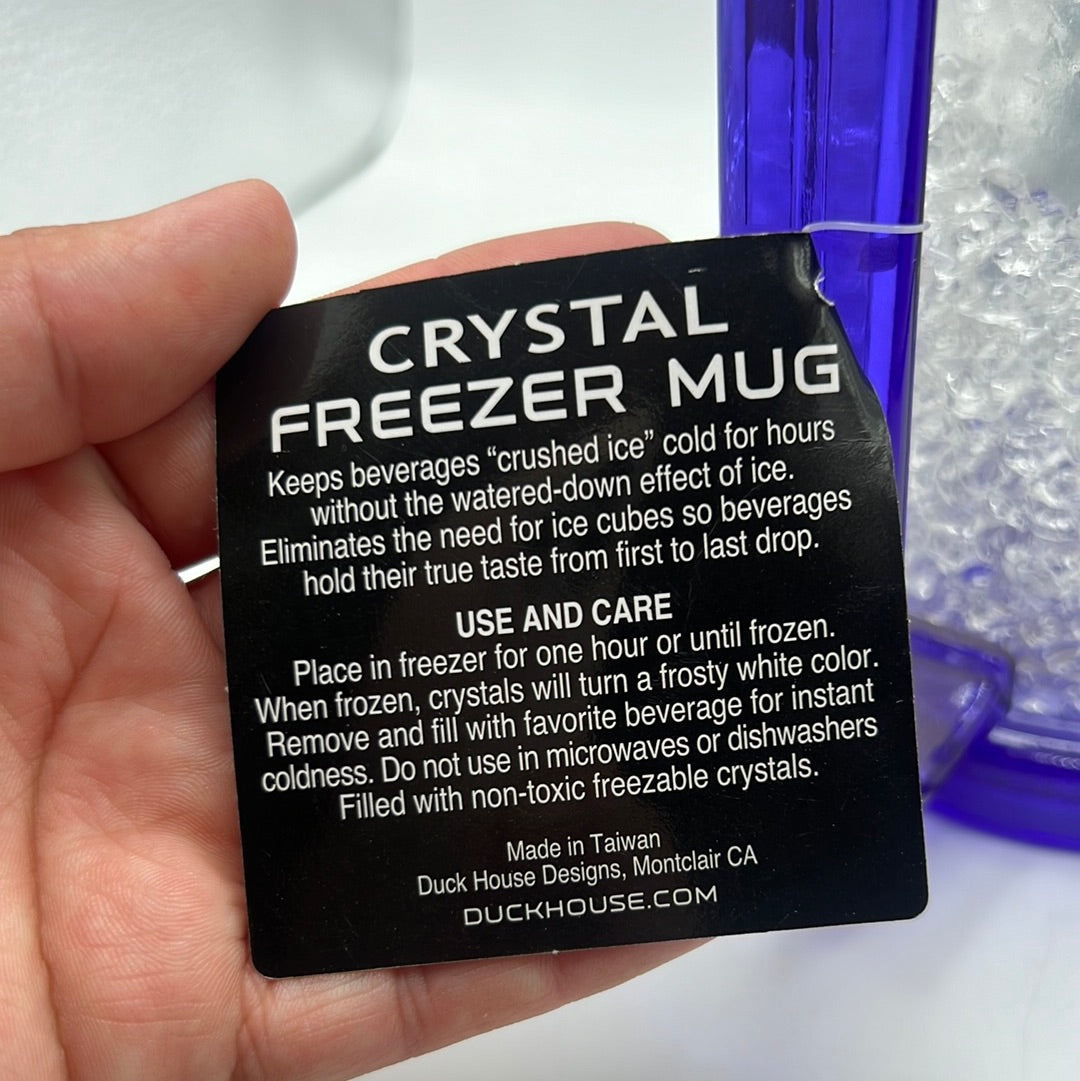 CRYSTAL
FREEZER MUG
Keeps beverages “crushed ice” cold for hours
without the watered-down effect of ice.
Eliminates the need for ice cubes so beverages
hold their true taste from first to last drop.
USE AND CARE
Place in freezer for one hour or until frozen.
When frozen, crystals will turn a frosty white color.
Remove and fill with favorite beverage for instant
coldness. Do not use in microwaves or dishwashers
Filled with non-toxic freezable crystals.
Made in Taiwan
Duck House Designs, Montclair CA
DUCKHOUSE.COM